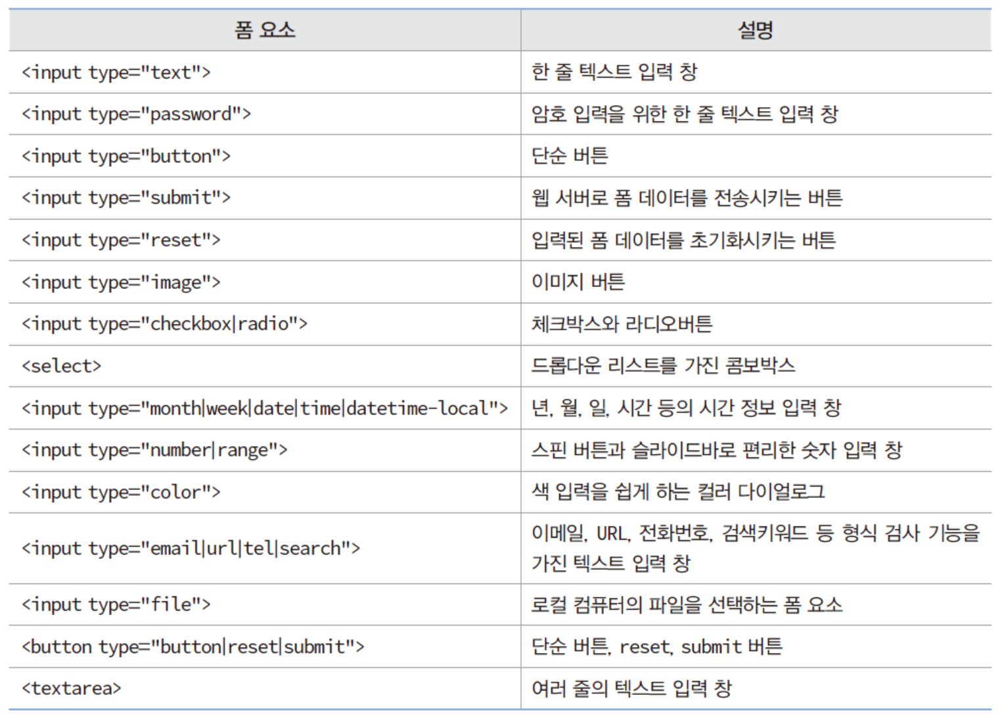 폼 요소 설명
<input type="text"> 한 줄 텍스트 입력 창
<input type="password"> 암호 입력을 위한 한 줄 텍스트 입력 창
<input type="button"> 단순 버튼
<input type="submit"> 웹 서버로 폼 데이터를 전송시키는 버튼
<input type="reset"> 입력된 폼 데이터를 초기화시키는 버튼
<input type="image"> 이미지 버튼
<input type="checkbox|radio"> 체크박스와 라디오버튼
<select> 드롭다운 리스트를 가진 콤보박스
<input type="month|week|date|time|datetime-local"> 년, 월, 일, 시간 등의 시간 정보 입력 창
<input type="number|range"> 스핀 버튼과 슬라이드바로 편리한 숫자 입력 창
<input type="color"> 색 입력을 쉽게 하는 컬러 다이얼로그
<input type="email|url|tel|search"> 이메일, URL, 전화번호, 검색키워드 등 형식 검사 기능을
가진 텍스트 입력 창
<input type="file"> 로컬 컴퓨터의 파일을 선택하는 폼 요소
<button type="button|reset|submit"> 단순 버튼, reset, submit 버튼
<textarea> 여러 줄의 텍스트 입력 창